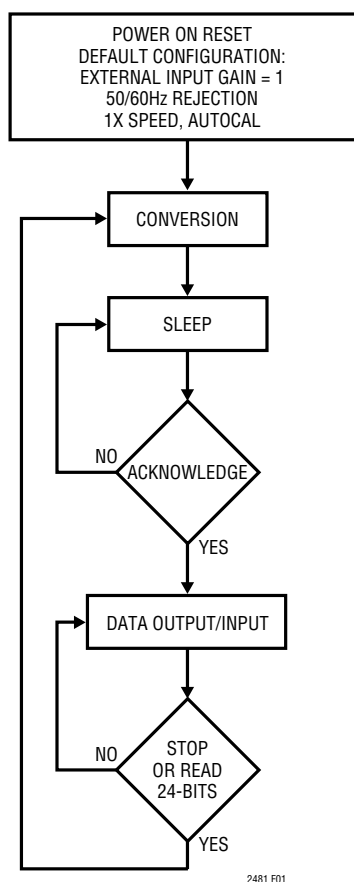 POWER ON RESET
DEFAULT CONFIGURATION:
EXTERNAL INPUT GAIN = 1
50/60Hz REJECTION
1X SPEED, AUTOCAL
CONVERSION
SLEEP
NO
ACKNOWLEDGE
YES
DATA OUTPUT/INPUT
NO
STOP
OR READ
24-BITS
YES
2481 F01